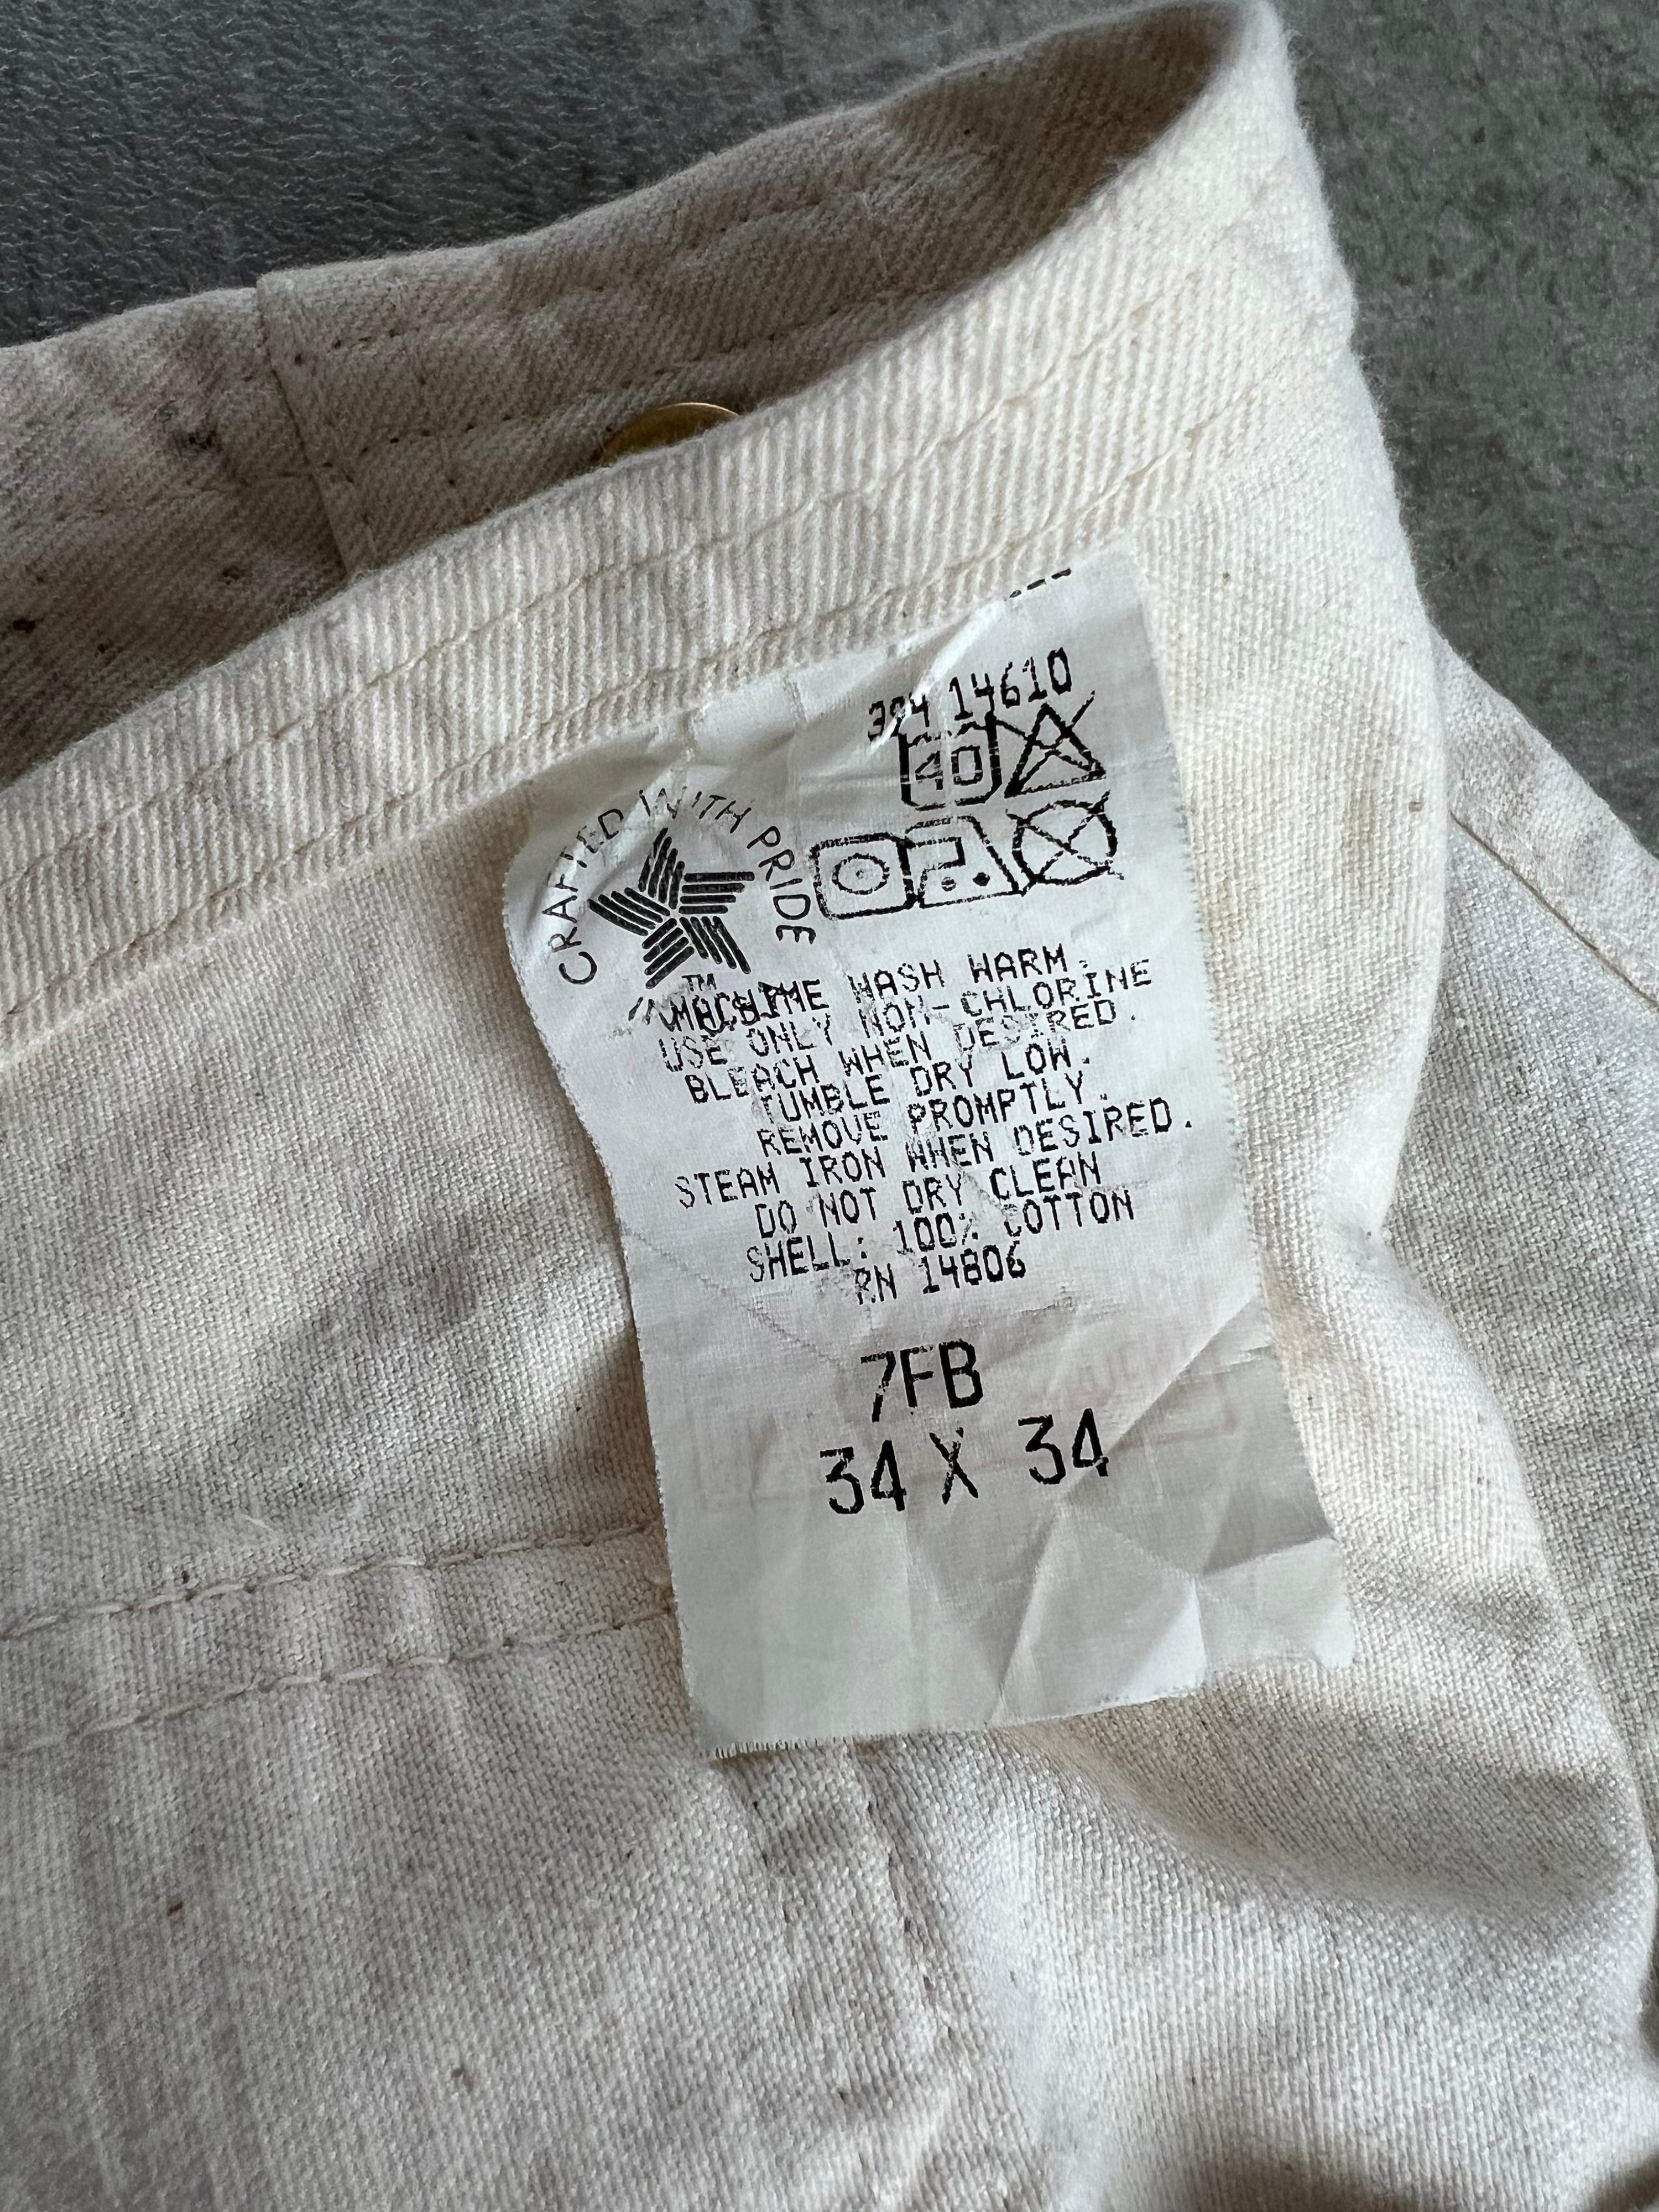 14610
40
CRAFTED WITH PRIDE
TM
IN U.S.A.
MACHINE WASH WARM.
USE ONLY NON-CHLORINE
BLEACH WHEN DESIRED.
TUMBLE DRY LOW.
REMOVE PROMPTLY.
STEAM IRON WHEN DESIRED.
DO NOT DRY CLEAN
SHELL: 100% COTTON
RN 14806
7FB
34 X 34